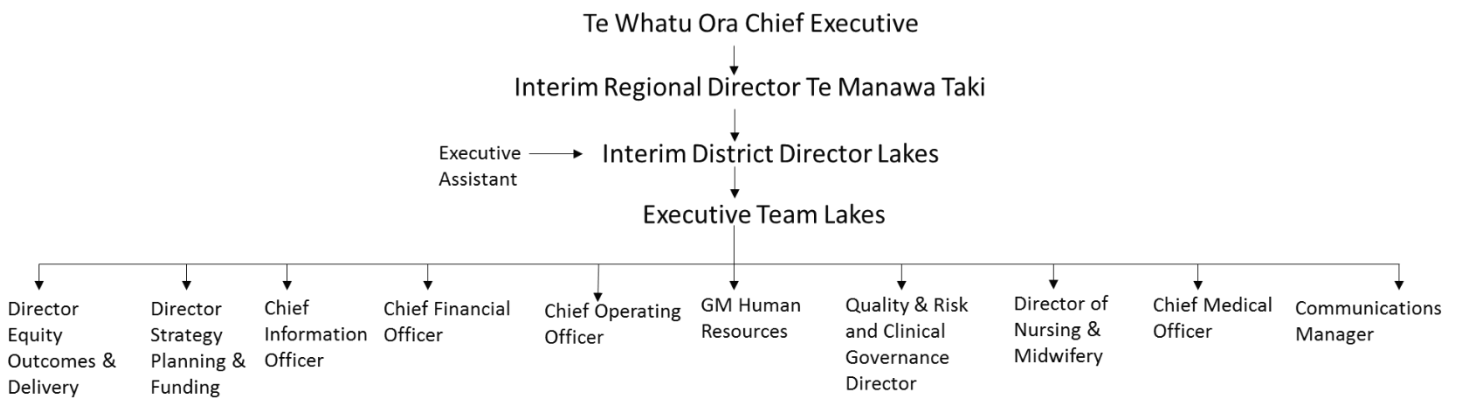 Te Whatu Ora Chief Executive
Interim Regional Director Te Manawa Taki
Executive
Assistant
Interim District Director Lakes
Executive Team Lakes
Director
Equity
Outcomes &
Delivery
Director
Strategy
Planning &
Funding
Chief
Information
Officer
Chief Financial
Officer
Chief Operating
Officer
GM Human
Resources
Quality & Risk
and Clinical
Governance
Director
Director of
Nursing &
Midwifery
Chief Medical
Officer
Communications
Manager